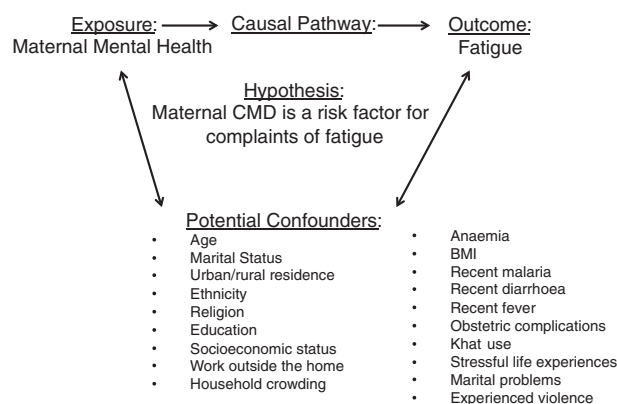 Exposure: Causal Pathway: Outcome:
Maternal Mental Health Fatigue
Hypothesis:
Maternal CMD is a risk factor for
complaints of fatigue
Potential Confounders:
• Age
• Marital Status
• Urban/rural residence
• Ethnicity
• Religion
• Education
• Socioeconomic status
• Work outside the home
• Household crowding
• Anaemia
• BMI
• Recent malaria
• Recent diarrhoea
• Recent fever
• Obstetric complications
• Khat use
• Stressful life experiences
• Marital problems
• Experienced violence